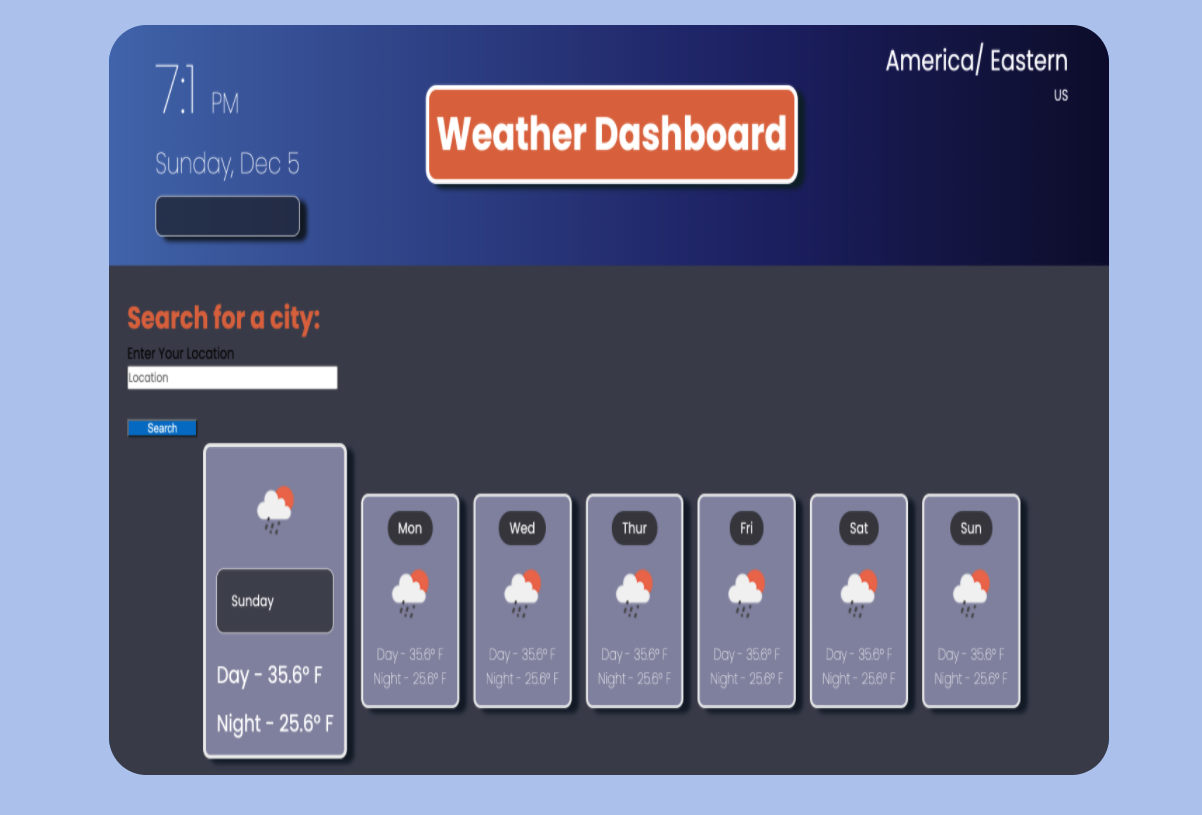 7:1 PM
Sunday, Dec 5
Weather Dashboard
America/ Eastern
US
Search for a city:
Enter Your Location
Location
Search
Sunday
Day - 35.6° F
Night - 25.6° F
Mon
Day - 35.6° F
Night - 25.6° F
Wed
Day - 35.6° F
Night - 25.6° F
Thur
Day - 35.6° F
Night - 25.6° F
Fri
Day - 35.6° F
Night - 25.6° F
Sat
Day - 35.6° F
Night - 25.6° F
Sun
Day - 35.6° F
Night - 25.6° F